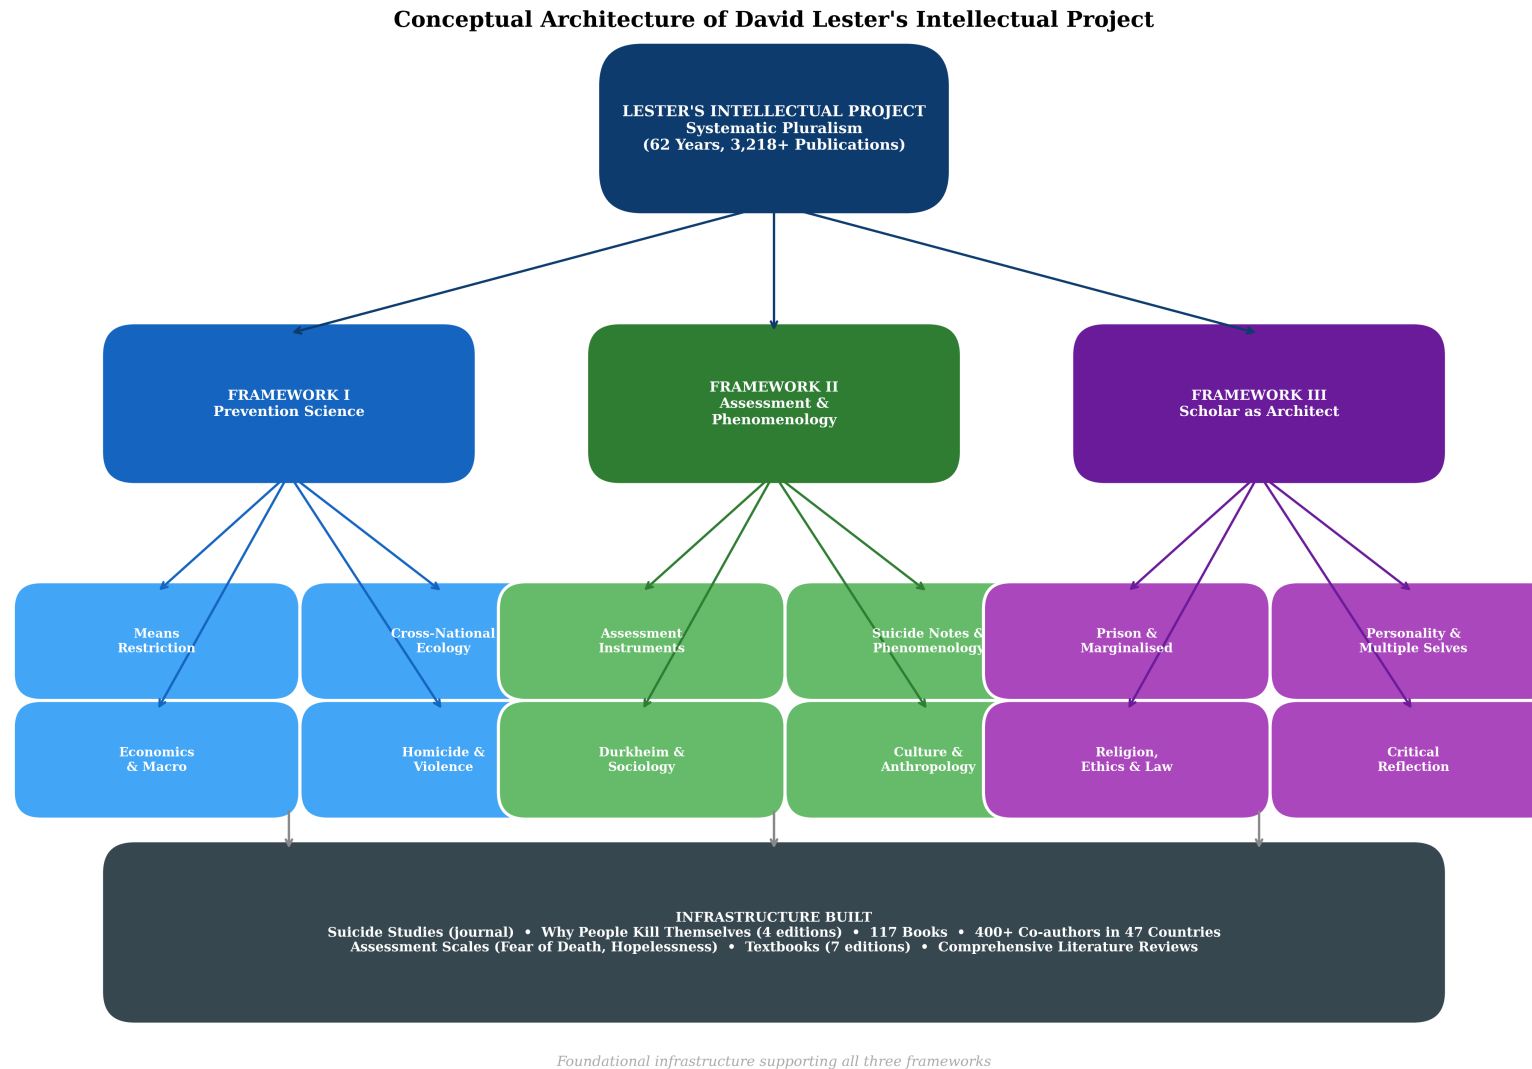 Conceptual Architecture of David Lester's Intellectual Project
LESTER'S INTELLECTUAL PROJECT
Systematic Pluralism
(62 Years, 3,218+ Publications)
FRAMEWORK I
Prevention Science
FRAMEWORK II
Assessment &
Phenomenology
FRAMEWORK III
Scholar as Architect
Means
Restriction
Cross-National
Ecology
Assessment
Instruments
Suicide Notes &
Phenomenology
Prison &
Marginalised
Personality &
Multiple Selves
Economics
& Macro
Homicide &
Violence
Durkheim &
Sociology
Culture &
Anthropology
Religion,
Ethics & Law
Critical
Reflection
INFRASTRUCTURE BUILT
Suicide Studies (journal) • Why People Kill Themselves (4 editions) • 117 Books • 400+ Co-authors in 47 Countries
Assessment Scales (Fear of Death, Hopelessness) • Textbooks (7 editions) • Comprehensive Literature Reviews
Foundational infrastructure supporting all three frameworks